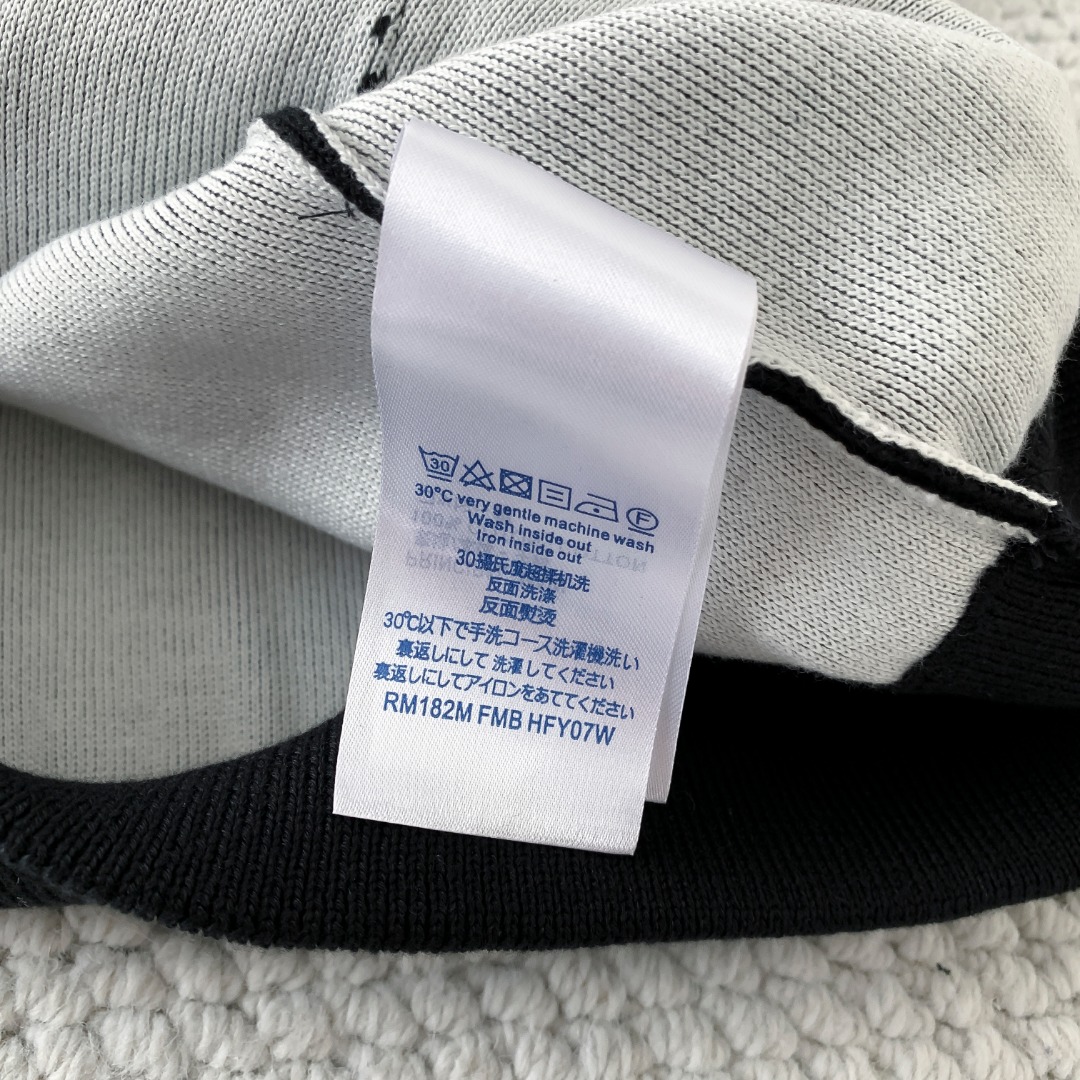 30 F
30°C very gentle machine wash
Wash inside out
Iron inside out
30攝氏度超揉机洗
反面洗涤
反面熨烫
30℃以下で手洗コース洗濯機洗い
裏返しにして 洗濯 してください
裏返しにしてアイロンをあててください
RM182M FMB HFY07W